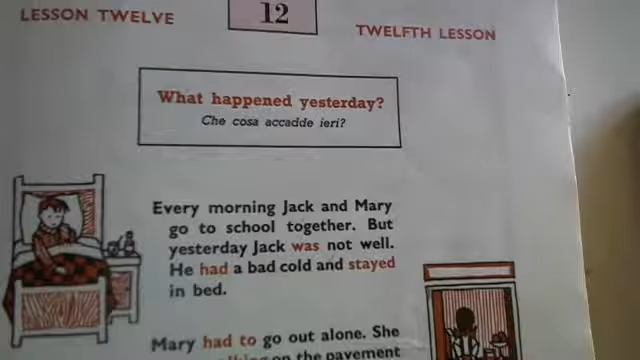 LESSON TWELVE
12
TWELFTH LESSON
What happened yesterday?
Che cosa accadde ieri?
Every morning Jack and Mary
go to school together. But
yesterday Jack was not well.
He had a bad cold and stayed
in bed.
Mary had to go out alone. She
on the pavement